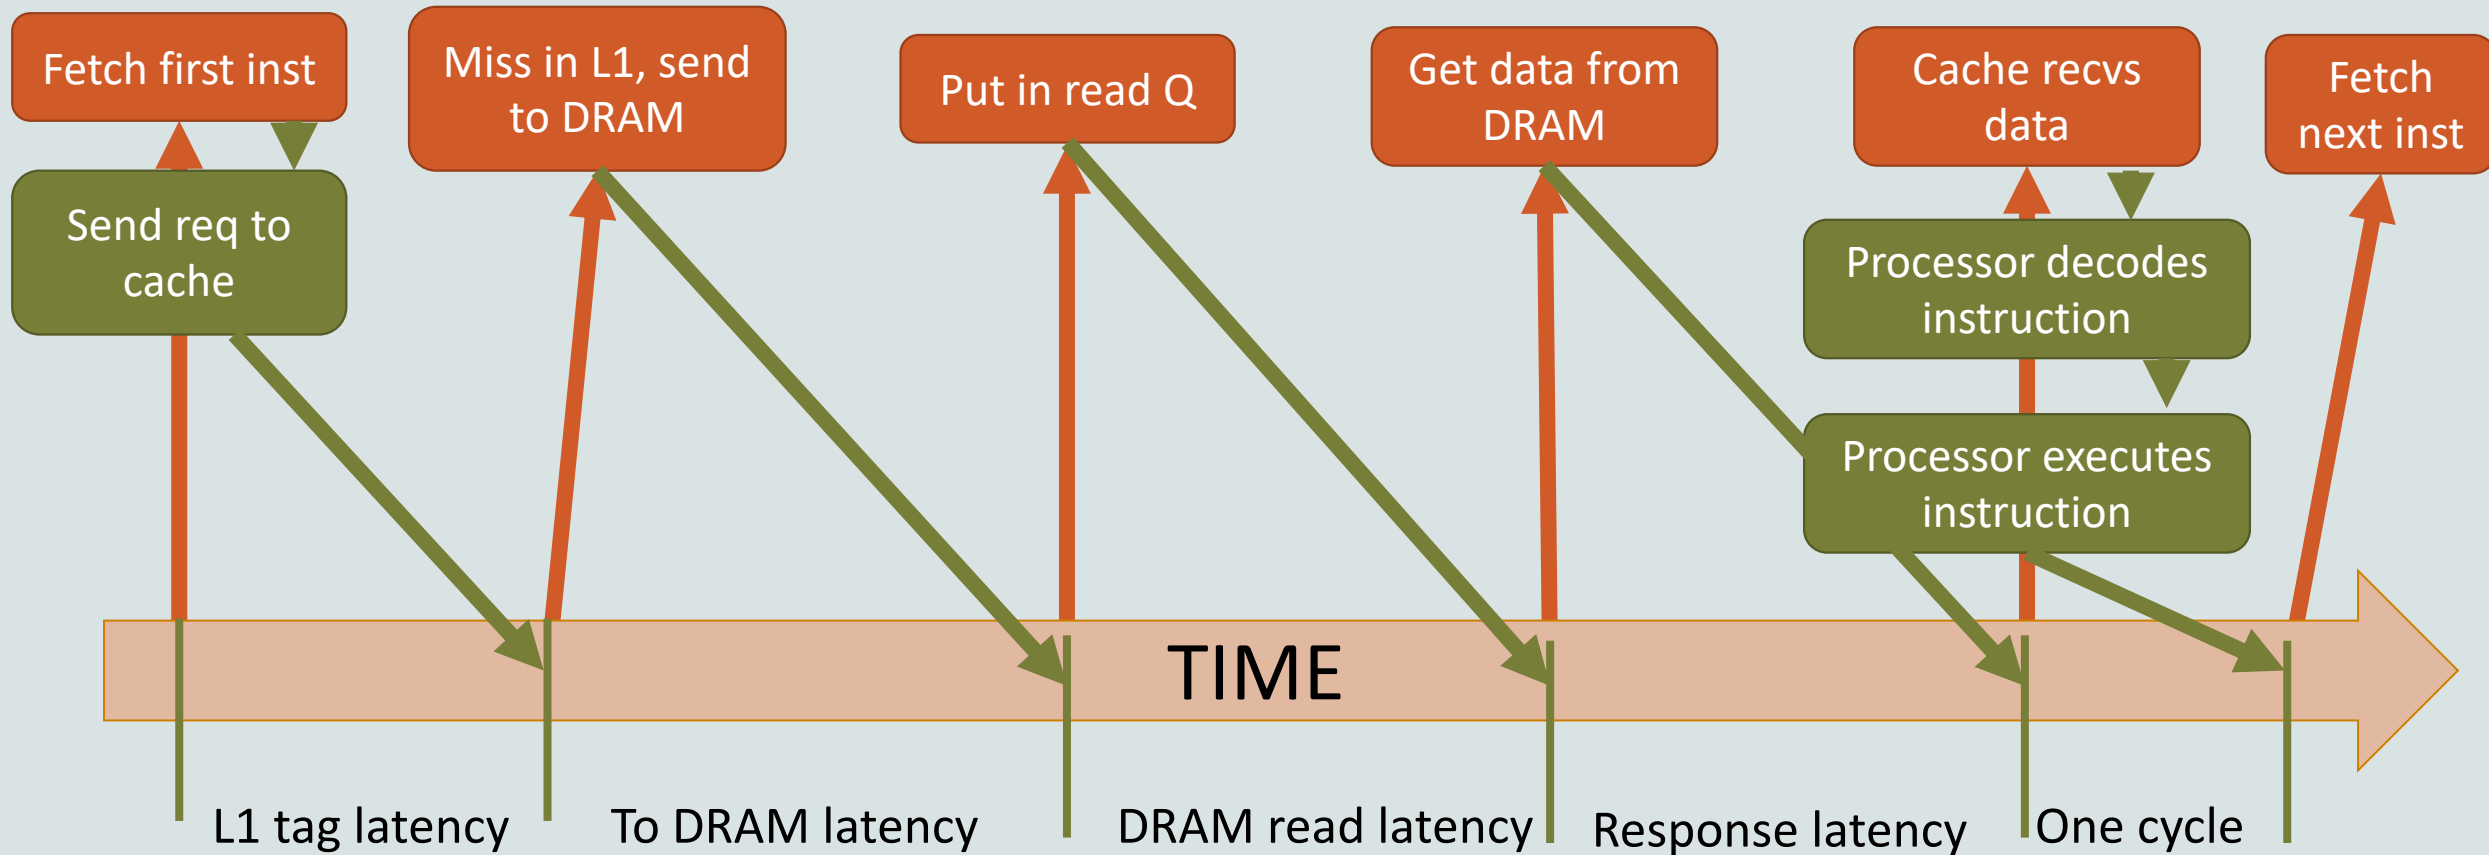 Fetch first inst
Send req to
cache
Miss in L1, send
to DRAM
Put in read Q
Get data from
DRAM
Cache recvs
data
Processor decodes
instruction
Processor executes
instruction
Fetch
next inst
TIME
L1 tag latency
To DRAM latency
DRAM read latency
Response latency
One cycle